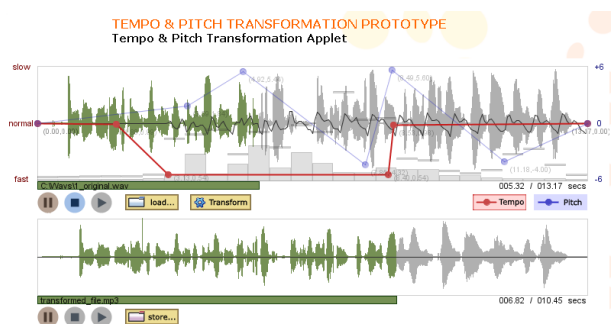 TEMPO & PITCH TRANSFORMATION PROTOTYPE
Tempo & Pitch Transformation Applet
slow
+6
normal
0
fast
-6
C:\Wavs\1_original.wav
005.32 / 013.17 secs
load...
Transform
Tempo
Pitch
transformed_file.mp3
006.82 / 010.45 secs
store...